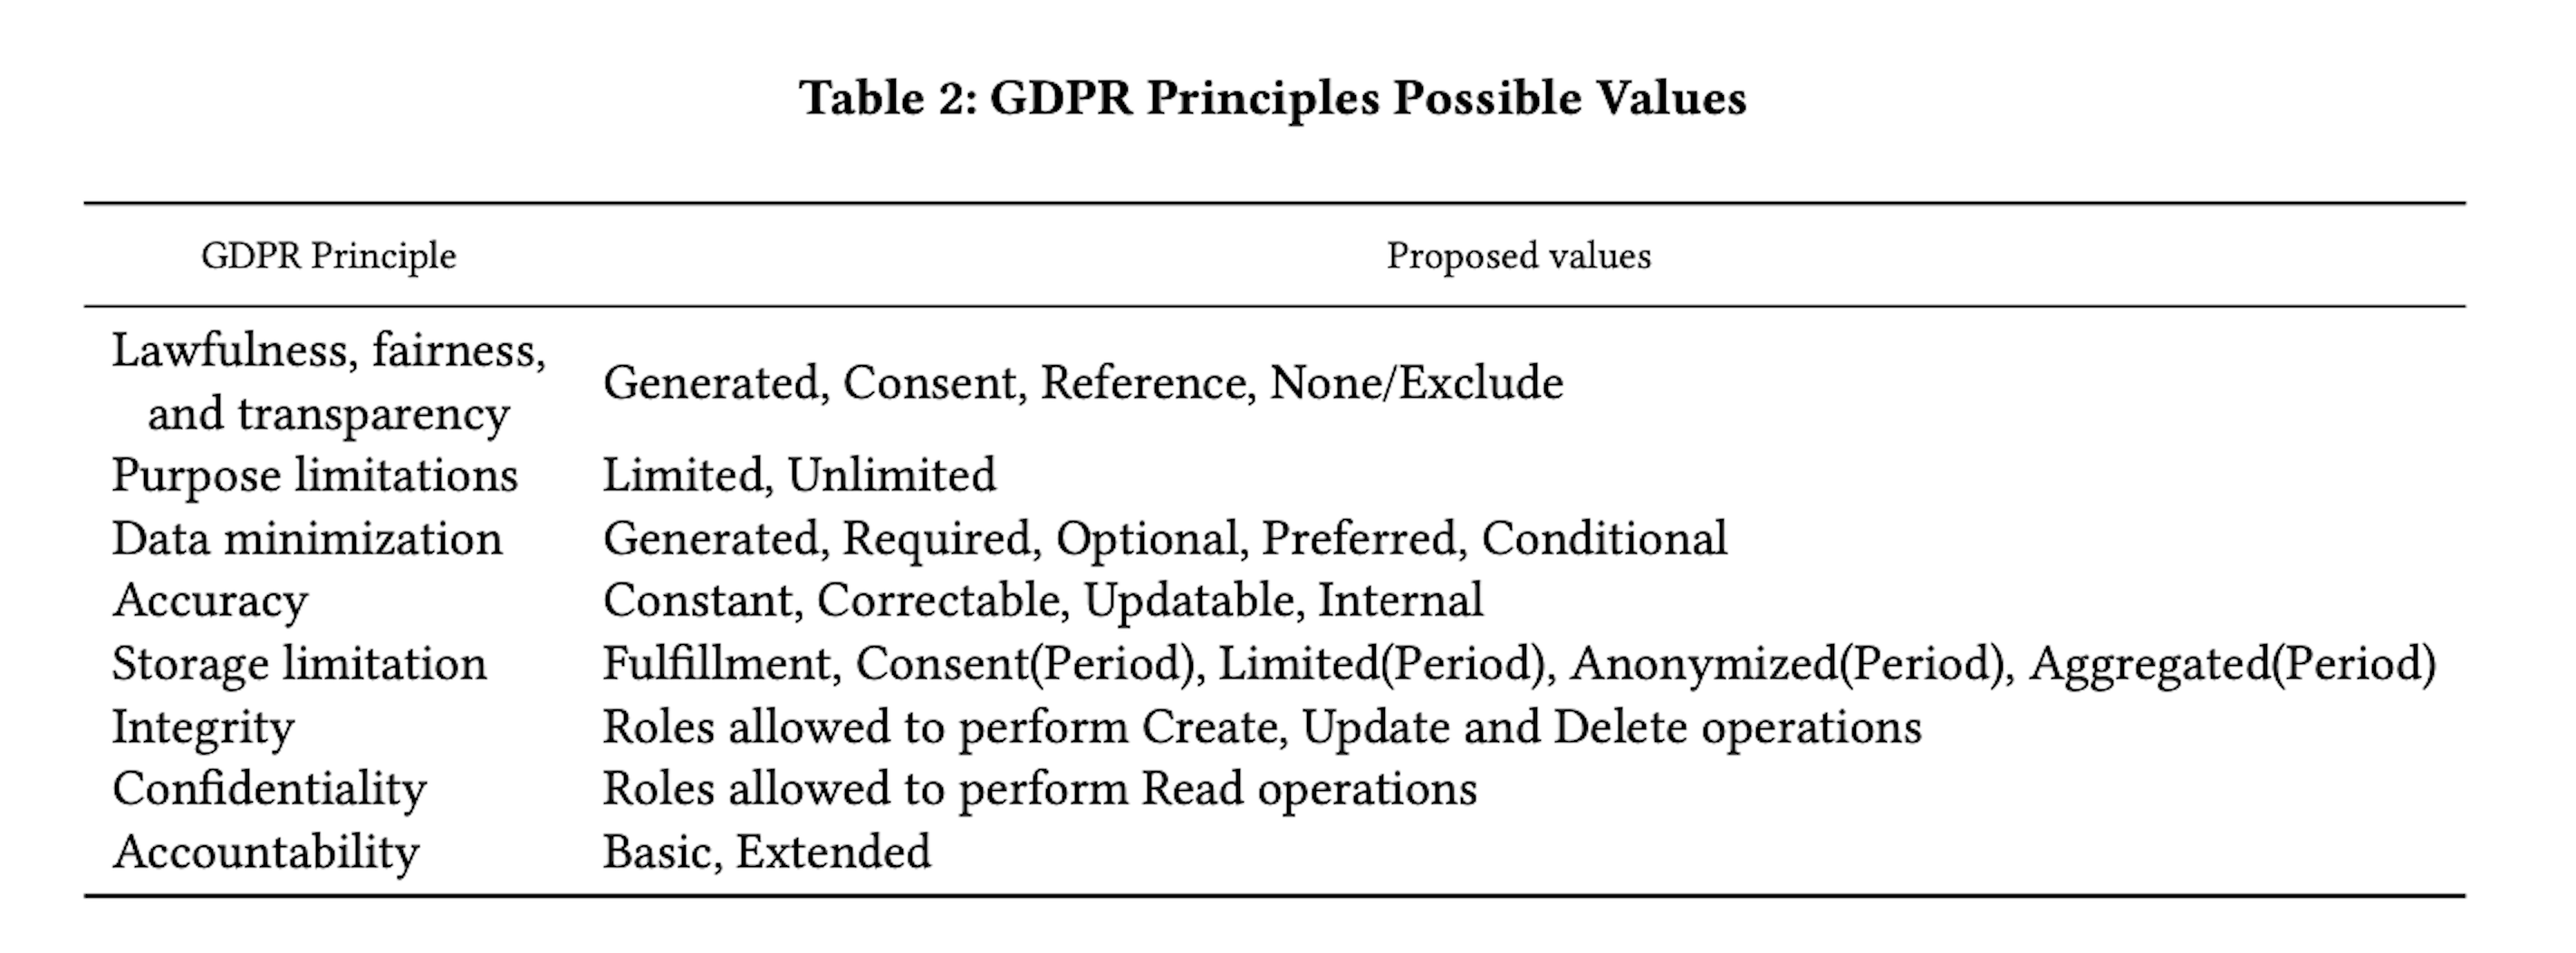 Table 2: GDPR Principles Possible Values
GDPR Principle Proposed values
Lawfulness, fairness,
and transparency Generated, Consent, Reference, None/Exclude
Purpose limitations Limited, Unlimited
Data minimization Generated, Required, Optional, Preferred, Conditional
Accuracy Constant, Correctable, Updatable, Internal
Storage limitation Fulfillment, Consent(Period), Limited(Period), Anonymized(Period), Aggregated(Period)
Integrity Roles allowed to perform Create, Update and Delete operations
Confidentiality Roles allowed to perform Read operations
Accountability Basic, Extended